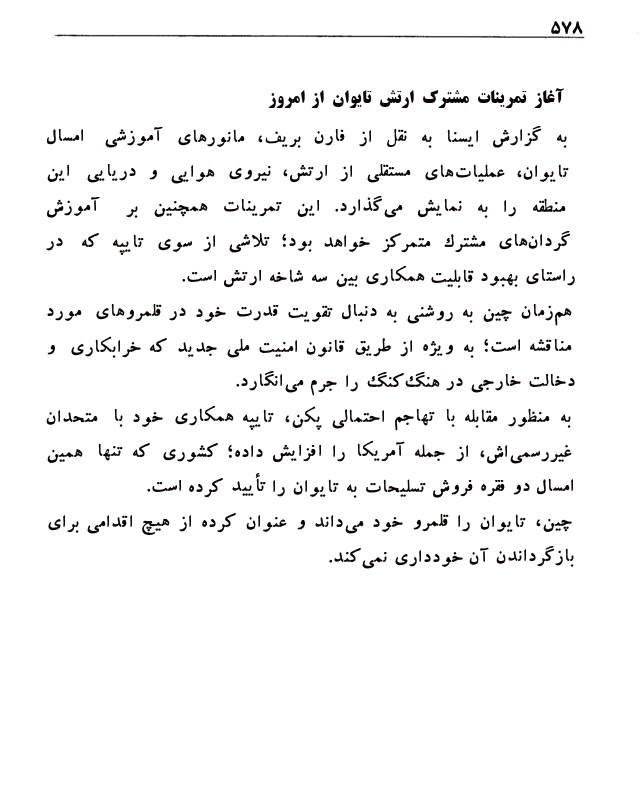 ۵۷۸
آغاز تمرینات مشترک ارتش تایوان از امروز
به گزارش ایسنا به نقل از فارن بریف، مانورهای آموزشی امسال
تایوان، عملیات‌های مستقلی از ارتش، نیروی هوایی و دریایی این
منطقه را به نمایش می‌گذارد. این تمرینات همچنین بر آموزش
گردان‌های مشترک متمرکز خواهد بود؛ تلاشی از سوی تایپه که در
راستای بهبود قابلیت همکاری بین سه شاخه ارتش است.
هم‌زمان چین به روشنی به دنبال تقویت قدرت خود در قلمروهای مورد
مناقشه است؛ به ویژه از طریق قانون امنیت ملی جدید که خرابکاری و
دخالت خارجی در هنگ‌کنگ را جرم می‌انگارد.
به منظور مقابله با تهاجم احتمالی پکن، تایپه همکاری خود با متحدان
غیررسمی‌اش، از جمله آمریکا را افزایش داده؛ کشوری که تنها همین
امسال دو فقره فروش تسلیحات به تایوان را تأیید کرده است.
چین، تایوان را قلمرو خود می‌داند و عنوان کرده از هیچ اقدامی برای
بازگرداندن آن خودداری نمی‌کند.